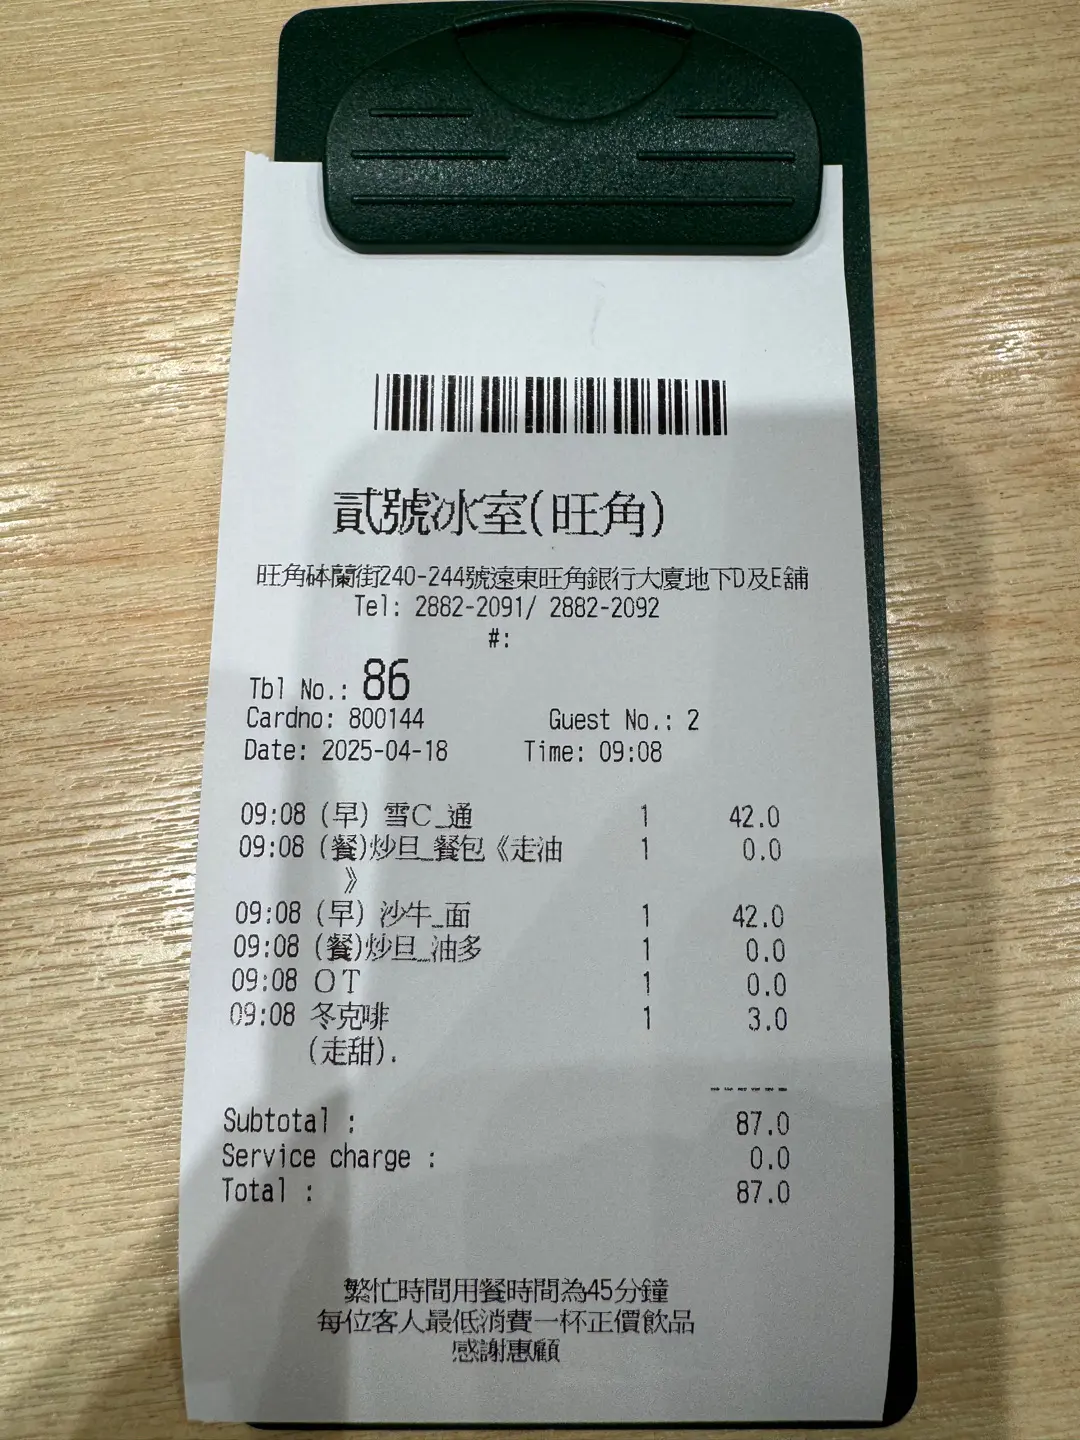 貳號冰室(旺角)
旺角砵蘭街240-244號遠東旺角銀行大廈地下D及E舖
Tel: 2882-2091/ 2882-2092
#:
Tbl No.: 86
Cardno: 800144 Guest No.: 2
Date: 2025-04-18 Time: 09:08
09:08 (早) 雪C_通 1 42.0
09:08 (餐)炒旦_餐包《走油 1 0.0
》
09:08 (早) 沙牛_面 1 42.0
09:08 (餐)炒旦_油多 1 0.0
09:08 OT 1 0.0
09:08 冬克啡 1 3.0
(走甜).
------
Subtotal : 87.0
Service charge : 0.0
Total : 87.0
繁忙時間用餐時間為45分鐘
每位客人最低消費一杯正價飲品
感謝惠顧